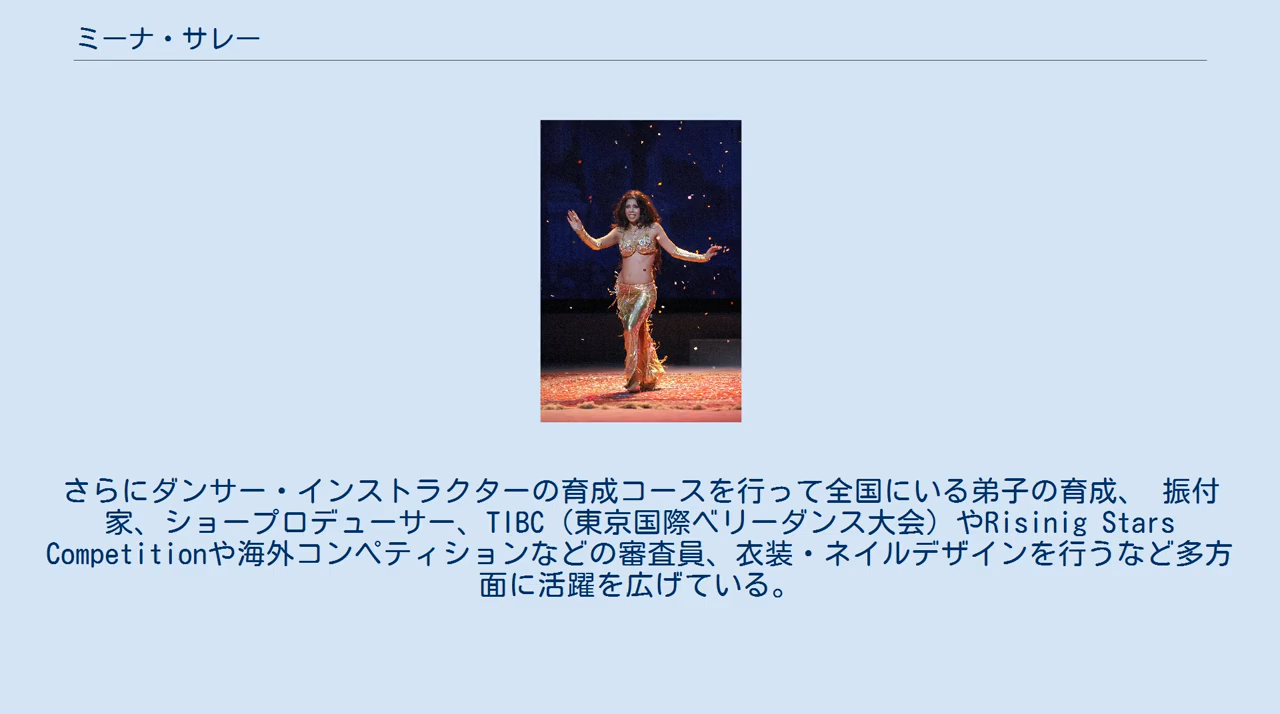 ミーナ・サレー
さらにダンサー・インストラクターの育成コースを行って全国にいる弟子の育成、 振付
家、ショープロデューサー、TIBC（東京国際ベリーダンス大会）やRisinig Stars
Competitionや海外コンペティションなどの審査員、衣装・ネイルデザインを行うなど多方
面に活躍を広げている。